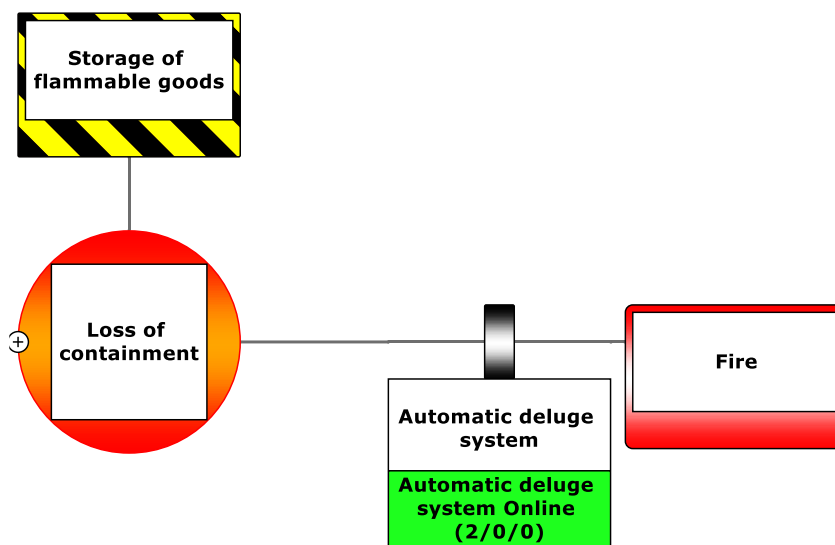 Storage of
flammable goods
Loss of
containment
Fire
Automatic deluge
system
Automatic deluge
system Online
(2/0/0)